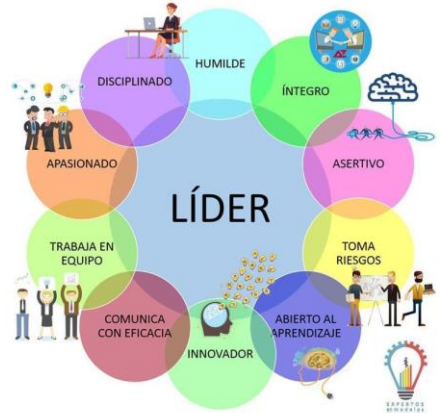 HUMILDE
ÍNTEGRO
ASERTIVO
TOMA
RIESGOS
ABIERTO AL
APRENDIZAJE
INNOVADOR
COMUNICA
CON EFICACIA
TRABAJA EN
EQUIPO
APASIONADO
DISCIPLINADO
LÍDER
AZ
EXPERTOS